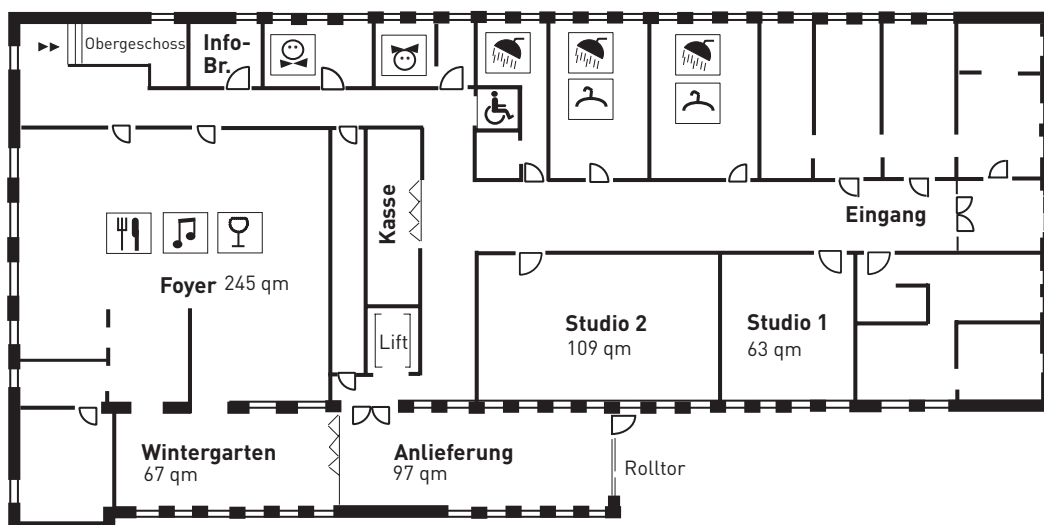 Obergeschoss
Info-
Br.
Kasse
Eingang
Foyer 245 qm
Lift
Studio 2
109 qm
Studio 1
63 qm
Wintergarten
67 qm
Anlieferung
97 qm
Rolltor